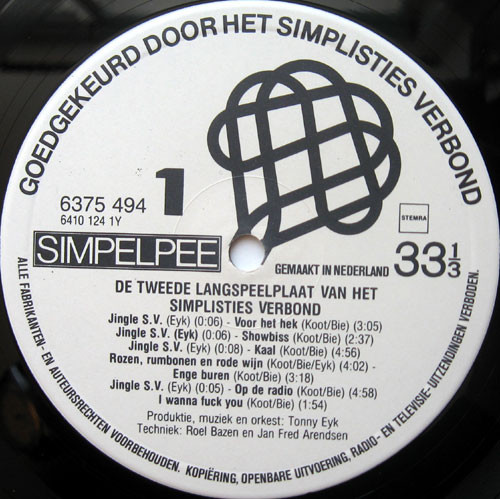 GOEDGEKEURD DOOR HET SIMPLISTIES VERBOND
6375 494
6410 124 1Y
1
STEMRA
SIMPELPEE
GEMAAKT IN NEDERLAND 33 1/3
DE TWEEDE LANGSPEELPLAAT VAN HET
SIMPLISTIES VERBOND
Jingle S.V. (Eyk) (0:06) - Voor het hek (Koot/Bie) (3:05)
Jingle S.V. (Eyk) (0:06) - Showbiss (Koot/Bie) (2:37)
Jingle S.V. (Eyk) (0:08) - Kaal (Koot/Bie) (4:56)
Rozen, rumbonen en rode wijn (Koot/Bie/Eyk) (4:02) -
Enge buren (Koot/Bie) (3:18)
Jingle S.V. (Eyk) (0:05) - Op de radio (Koot/Bie) (4:58)
I wanna fuck you (Koot/Bie) (1:54)
Produktie, muziek en orkest: Tonny Eyk
Techniek: Roel Bazen en Jan Fred Arendsen
ALLE FABRIKANTEN- EN AUTEURSRECHTEN VOORBEHOUDEN. KOPIËRING, OPENBARE UITVOERING, RADIO- EN TELEVISIE-UITZENDINGEN VERBODEN.